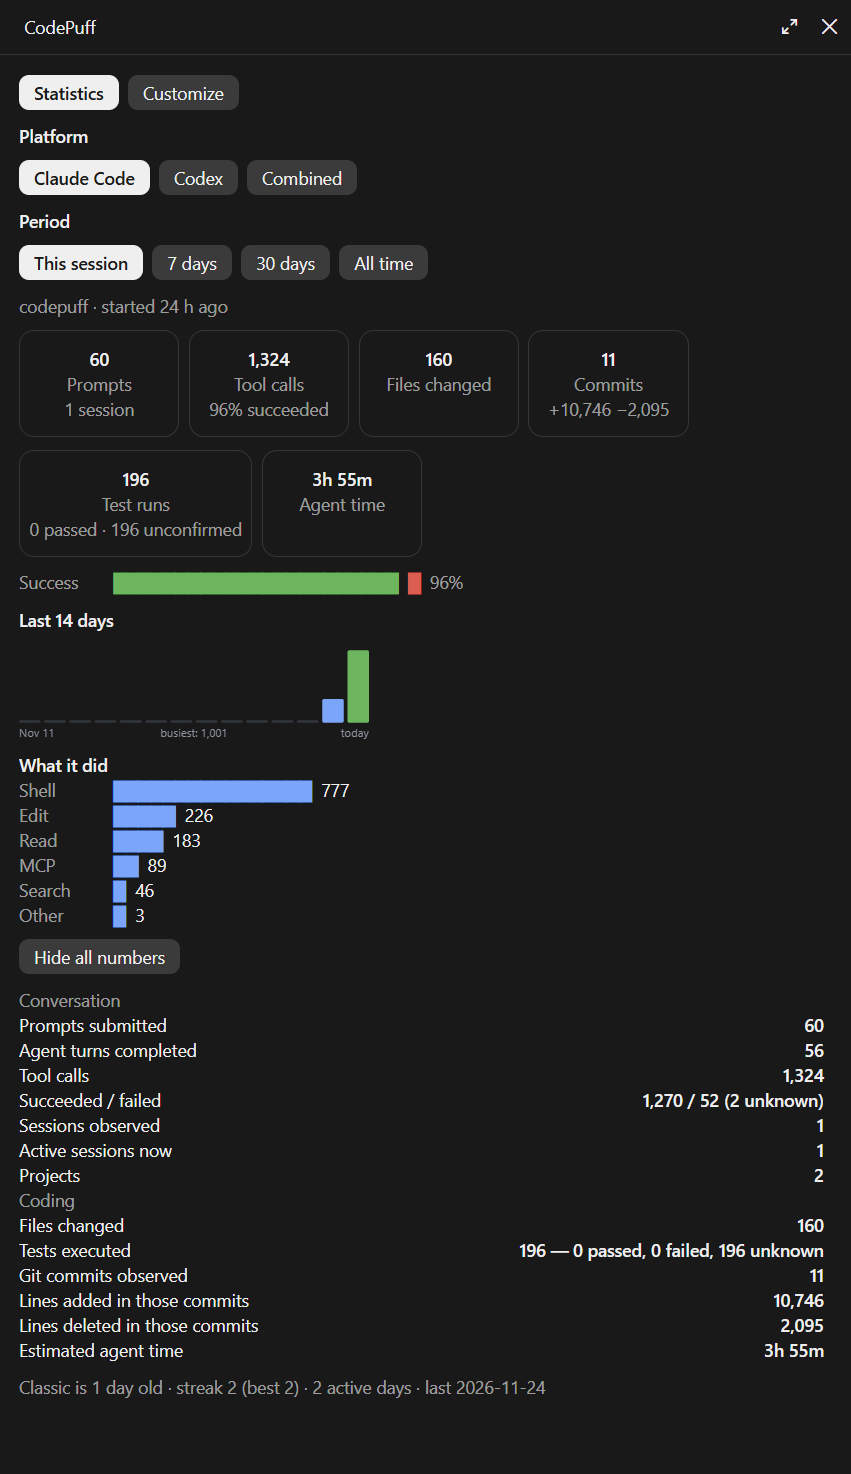 CodePuff
Statistics Customize
Platform
Claude Code Codex Combined
Period
This session 7 days 30 days All time
codepuff · started 24 h ago
60 1,324 160 11
Prompts Tool calls Files changed Commits
1 session 96% succeeded +10,746 −2,095
196 3h 55m
Test runs Agent time
0 passed · 196 unconfirmed
Success 96%
Last 14 days
Nov 11 busiest: 1,001 today
What it did
Shell 777
Edit 226
Read 183
MCP 89
Search 46
Other 3
Hide all numbers
Conversation
Prompts submitted 60
Agent turns completed 56
Tool calls 1,324
Succeeded / failed 1,270 / 52 (2 unknown)
Sessions observed 1
Active sessions now 1
Projects 2
Coding
Files changed 160
Tests executed 196 — 0 passed, 0 failed, 196 unknown
Git commits observed 11
Lines added in those commits 10,746
Lines deleted in those commits 2,095
Estimated agent time 3h 55m
Classic is 1 day old · streak 2 (best 2) · 2 active days · last 2026-11-24